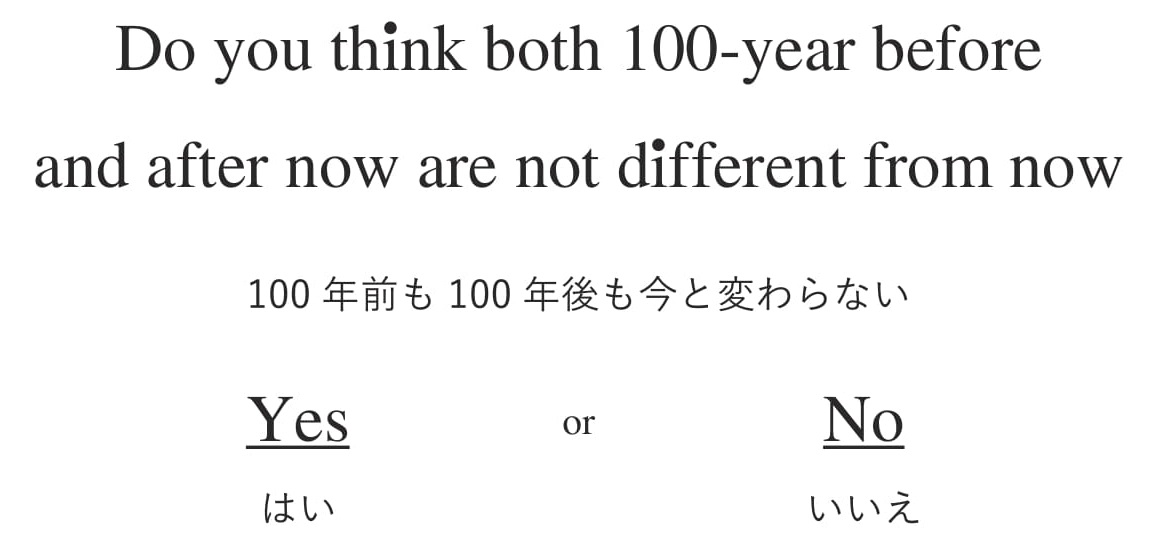 Do you think both 100-year before
and after now are not different from now
100 年前も 100 年後も今と変わらない
Yes or No
はい いいえ